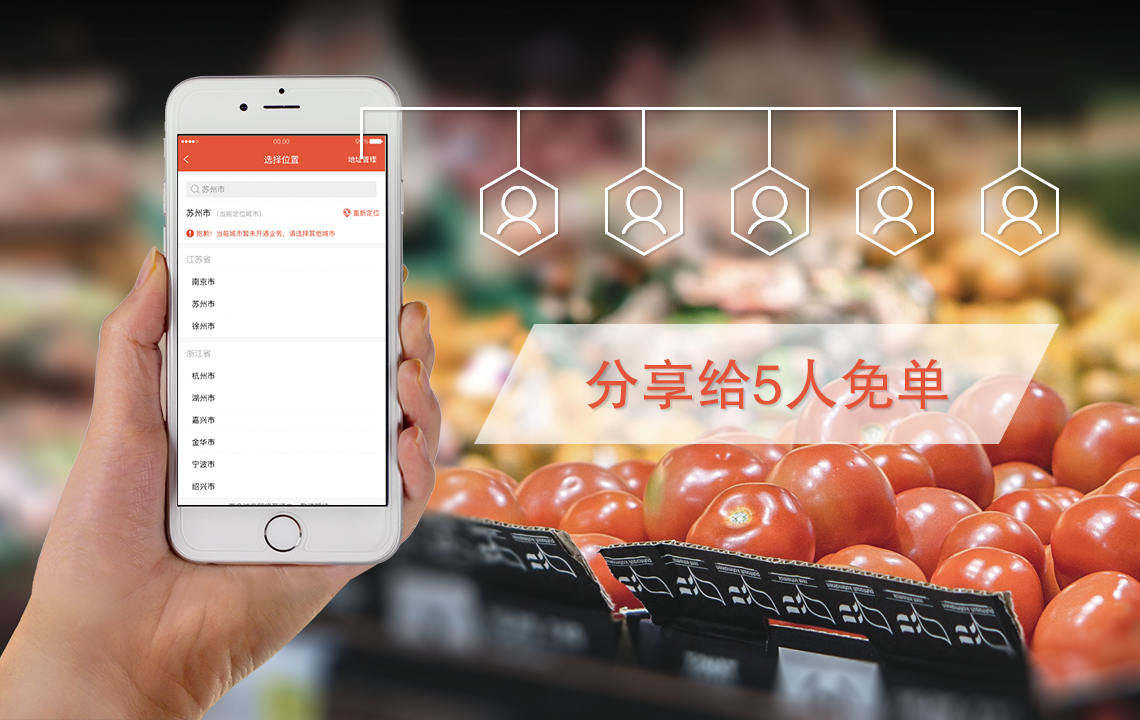 00:00
选择位置
地址管理
苏州市
苏州市 (当前定位城市) 重新定位
抱歉!当前城市暂未开通业务,请选择其他城市
江苏省
南京市
苏州市
徐州市
浙江省
杭州市
湖州市
嘉兴市
金华市
宁波市
绍兴市
分享给5人免单